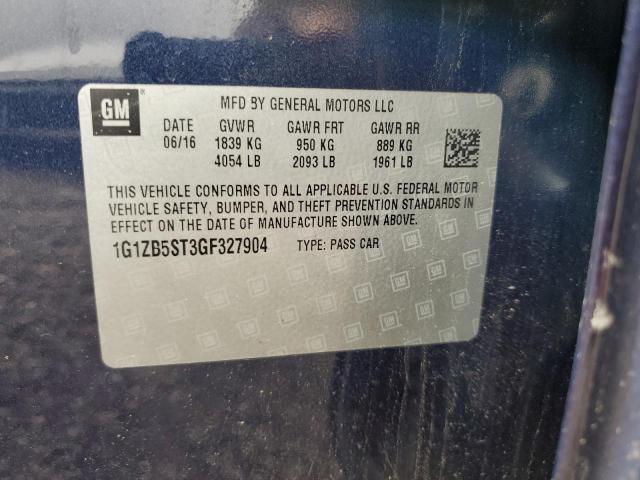 GM
MFD BY GENERAL MOTORS LLC
DATE GVWR GAWR FRT GAWR RR
06/16 1839 KG 950 KG 889 KG
4054 LB 2093 LB 1961 LB
THIS VEHICLE CONFORMS TO ALL APPLICABLE U.S. FEDERAL MOTOR
VEHICLE SAFETY, BUMPER, AND THEFT PREVENTION STANDARDS IN
EFFECT ON THE DATE OF MANUFACTURE SHOWN ABOVE.
1G1ZB5ST3GF327904 TYPE: PASS CAR